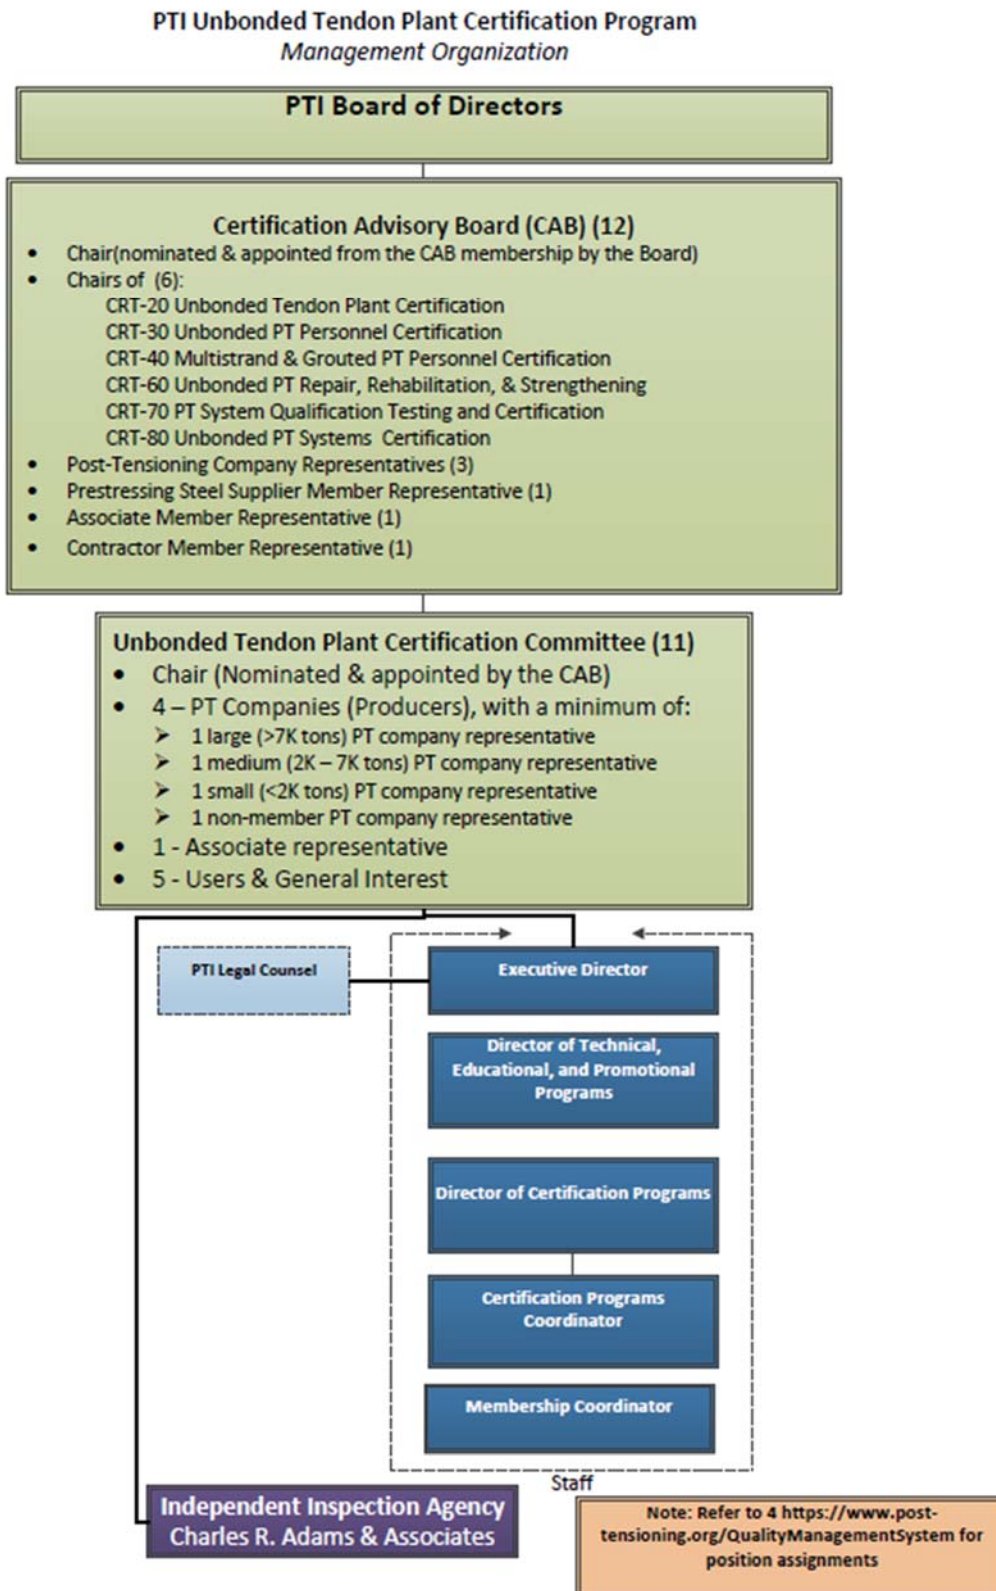 PTI Unbonded Tendon Plant Certification Program
Management Organization
PTI Board of Directors
Certification Advisory Board (CAB) (12)
• Chair(nominated & appointed from the CAB membership by the Board)
• Chairs of (6):
CRT-20 Unbonded Tendon Plant Certification
CRT-30 Unbonded PT Personnel Certification
CRT-40 Multistrand & Grouted PT Personnel Certification
CRT-60 Unbonded PT Repair, Rehabilitation, & Strengthening
CRT-70 PT System Qualification Testing and Certification
CRT-80 Unbonded PT Systems Certification
• Post-Tensioning Company Representatives (3)
• Prestressing Steel Supplier Member Representative (1)
• Associate Member Representative (1)
• Contractor Member Representative (1)
Unbonded Tendon Plant Certification Committee (11)
• Chair (Nominated & appointed by the CAB)
• 4 – PT Companies (Producers), with a minimum of:
➢ 1 large (>7K tons) PT company representative
➢ 1 medium (2K – 7K tons) PT company representative
➢ 1 small (<2K tons) PT company representative
➢ 1 non-member PT company representative
• 1 - Associate representative
• 5 - Users & General Interest
PTI Legal Counsel
Executive Director
Director of Technical,
Educational, and Promotional
Programs
Director of Certification Programs
Certification Programs
Coordinator
Membership Coordinator
Staff
Independent Inspection Agency
Charles R. Adams & Associates
Note: Refer to 4 https://www.post-
tensioning.org/QualityManagementSystem for
position assignments